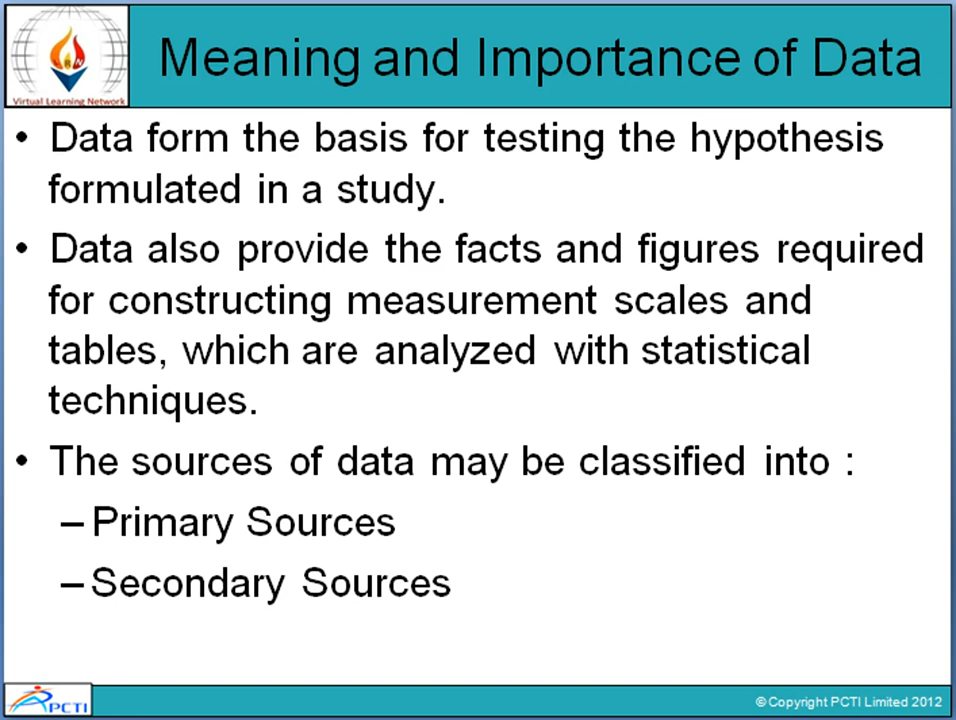 Virtual Learning Network
Meaning and Importance of Data
• Data form the basis for testing the hypothesis
formulated in a study.
• Data also provide the facts and figures required
for constructing measurement scales and
tables, which are analyzed with statistical
techniques.
• The sources of data may be classified into :
– Primary Sources
– Secondary Sources
PCTI
© Copyright PCTI Limited 2012